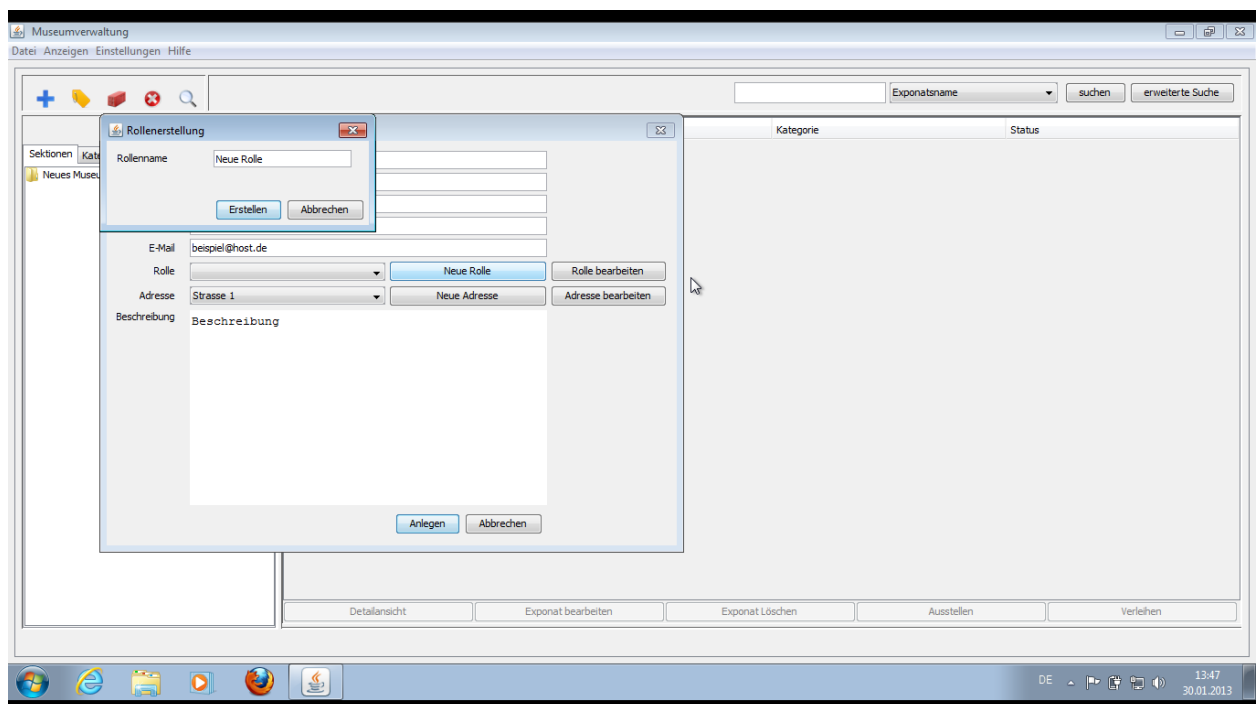 Museumverwaltung
Datei Anzeigen Einstellungen Hilfe
Exponatsname
suchen
erweiterte Suche
Rollenerstellung
Rollenname
Neue Rolle
Erstellen
Abbrechen
Kategorie
Status
Sektionen
Neues
E-Mail
beispiel@host.de
Rolle
Neue Rolle
Rolle bearbeiten
Adresse
Strasse 1
Neue Adresse
Adresse bearbeiten
Beschreibung
Beschreibung
Anlegen
Abbrechen
Detailansicht
Exponat bearbeiten
Exponat Löschen
Ausstellen
Verleihen
DE
13:47
30.01.2013